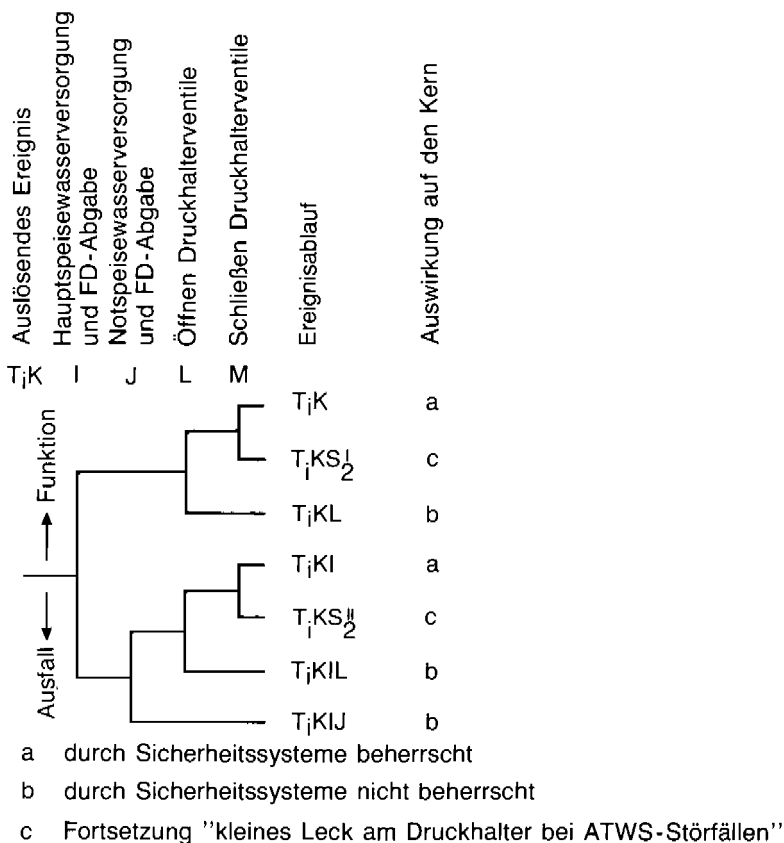 Auslösendes Ereignis
Hauptspeisewasserversorgung
und FD-Abgabe
Notspeisewasserversorgung
und FD-Abgabe
Öffnen Druckhalterventile
Schließen Druckhalterventile
Ereignisablauf
Auswirkung auf den Kern
TiK I J L M
Funktion
Ausfall
TiK a
TiKS2I c
TiKL b
TiKI a
TiKS2II c
TiKIL b
TiKIJ b
a durch Sicherheitssysteme beherrscht
b durch Sicherheitssysteme nicht beherrscht
c Fortsetzung "kleines Leck am Druckhalter bei ATWS-Störfällen"